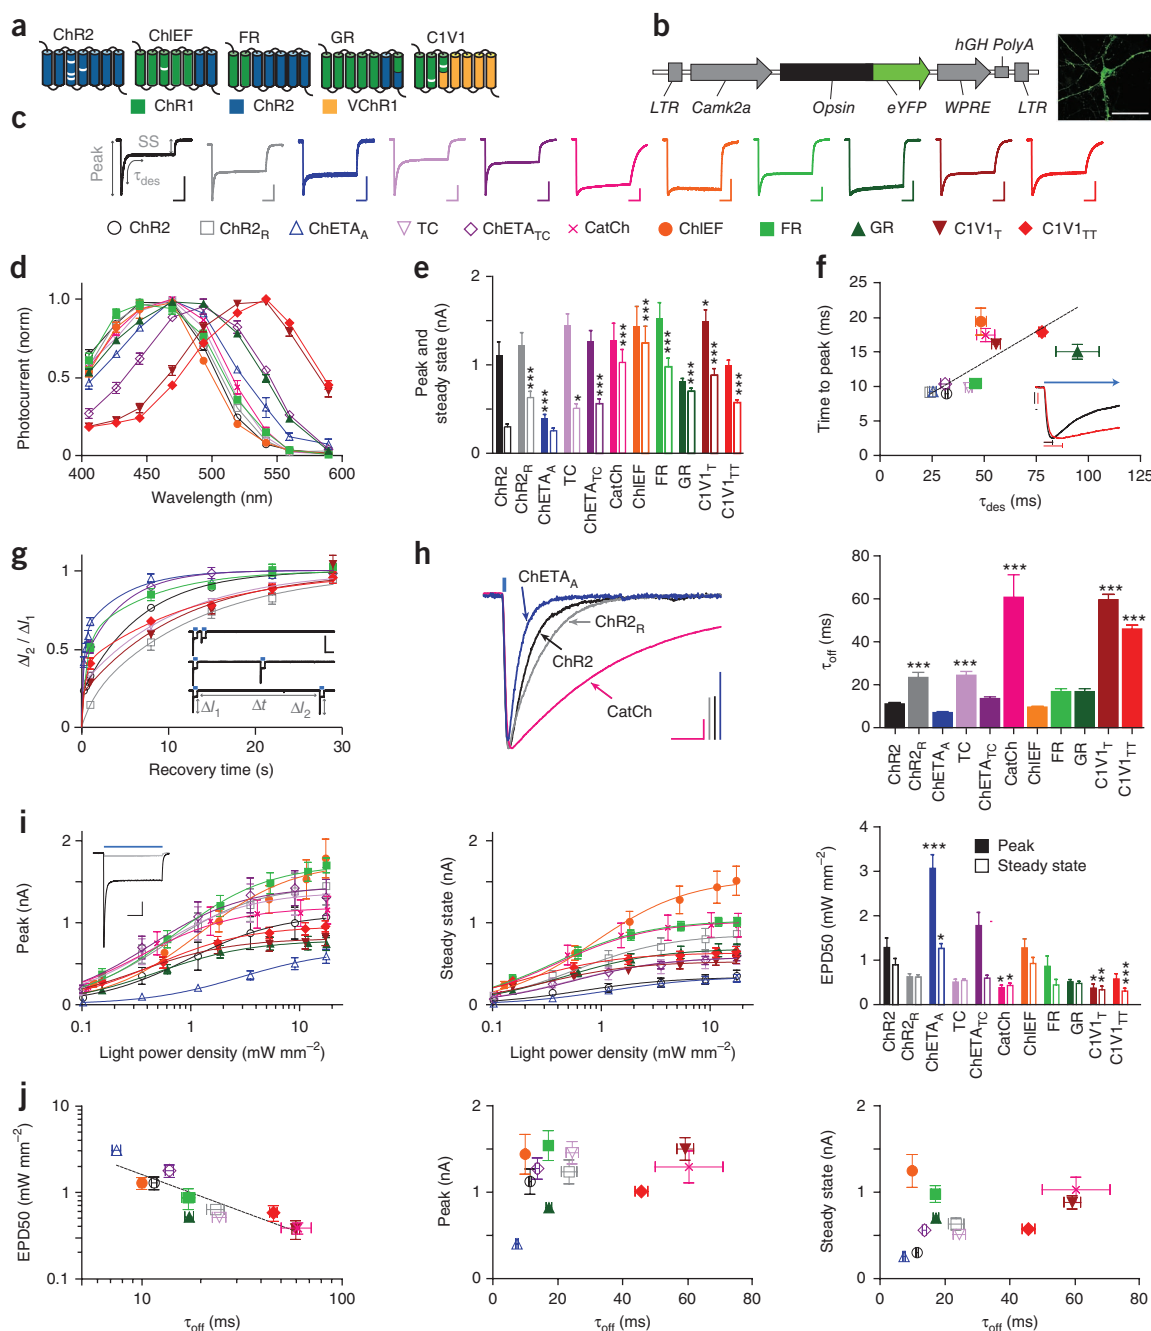 a
ChR2 ChIEF FR GR C1V1
ChR1 ChR2 VChR1
b
hGH PolyA
LTR Camk2a Opsin eYFP WPRE LTR
c
Peak SS τdes
ChR2 ChR2R ChETAA TC ChETATC CatCh ChIEF FR GR C1V1T C1V1TT
d
Photocurrent (norm)
1.0
0.5
0
400 450 500 550 600
Wavelength (nm)
e
Peak and
steady state (nA)
2
1
0
*** *** * *** *** *** *** *** * *** ***
ChR2 ChR2R ChETAA TC ChETATC CatCh ChIEF FR GR C1V1T C1V1TT
f
Time to peak (ms)
25
20
15
10
5
0
0 25 50 75 100 125
τdes (ms)
g
ΔI2 / ΔI1
1
0.5
0
0 10 20 30
Recovery time (s)
ΔI1 Δt ΔI2
h
ChETAA
ChR2R
ChR2
CatCh
τoff (ms)
80
60
40
20
0
*** *** *** *** ***
ChR2 ChR2R ChETAA TC ChETATC CatCh ChIEF FR GR C1V1T C1V1TT
i
Peak (nA)
2
1
0
0.1 1 10
Light power density (mW mm−2)
Steady state (nA)
2
1
0
0.1 1 10
Light power density (mW mm−2)
EPD50 (mW mm−2)
4
3
2
1
0
Peak
Steady state
*** * * * * ** ***
ChR2 ChR2R ChETAA TC ChETATC CatCh ChIEF FR GR C1V1T C1V1TT
j
EPD50 (mW mm−2)
10
1
0.1
10 100
τoff (ms)
Peak (nA)
2
1
0
0 20 40 60 80
τoff (ms)
Steady state (nA)
2
1
0
0 20 40 60 80
τoff (ms)